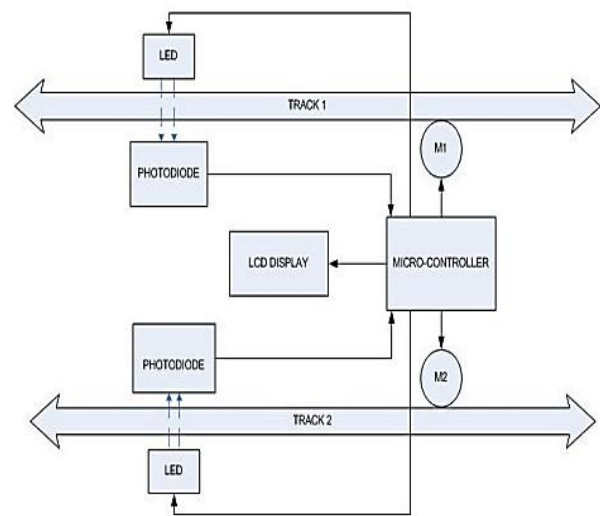 LED
TRACK 1
M1
PHOTODIODE
MICRO-CONTROLLER
LCD DISPLAY
PHOTODIODE
M2
TRACK 2
LED